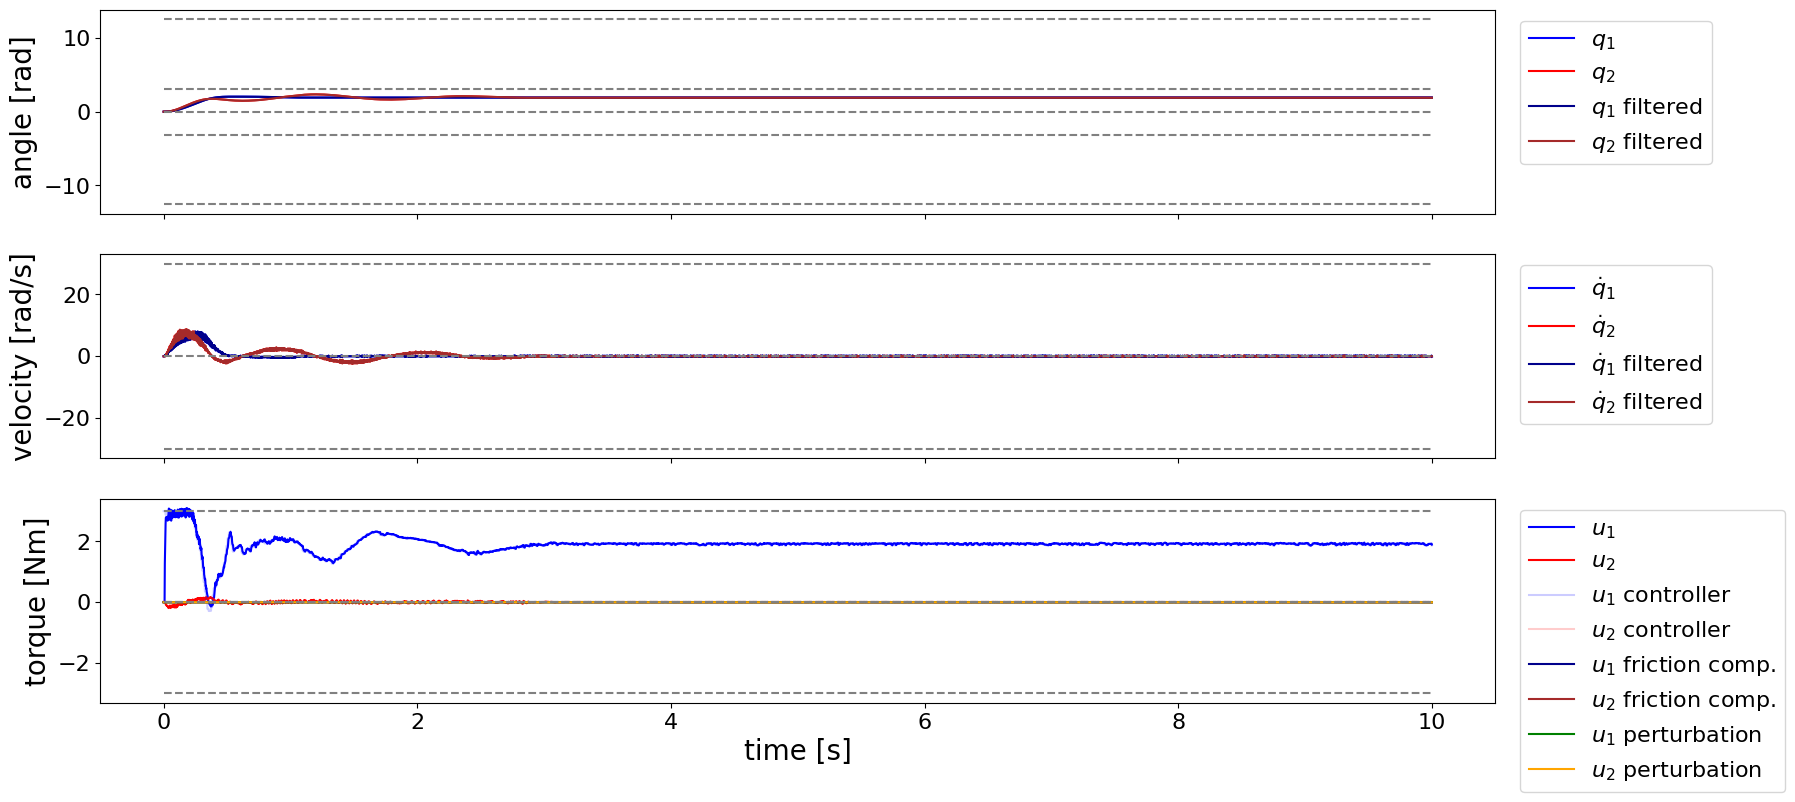 angle [rad]
10
0
−10
q₁
q₂
q₁ filtered
q₂ filtered
velocity [rad/s]
20
0
−20
q̇₁
q̇₂
q̇₁ filtered
q̇₂ filtered
torque [Nm]
2
0
−2
0 2 4 6 8 10
time [s]
u₁
u₂
u₁ controller
u₂ controller
u₁ friction comp.
u₂ friction comp.
u₁ perturbation
u₂ perturbation